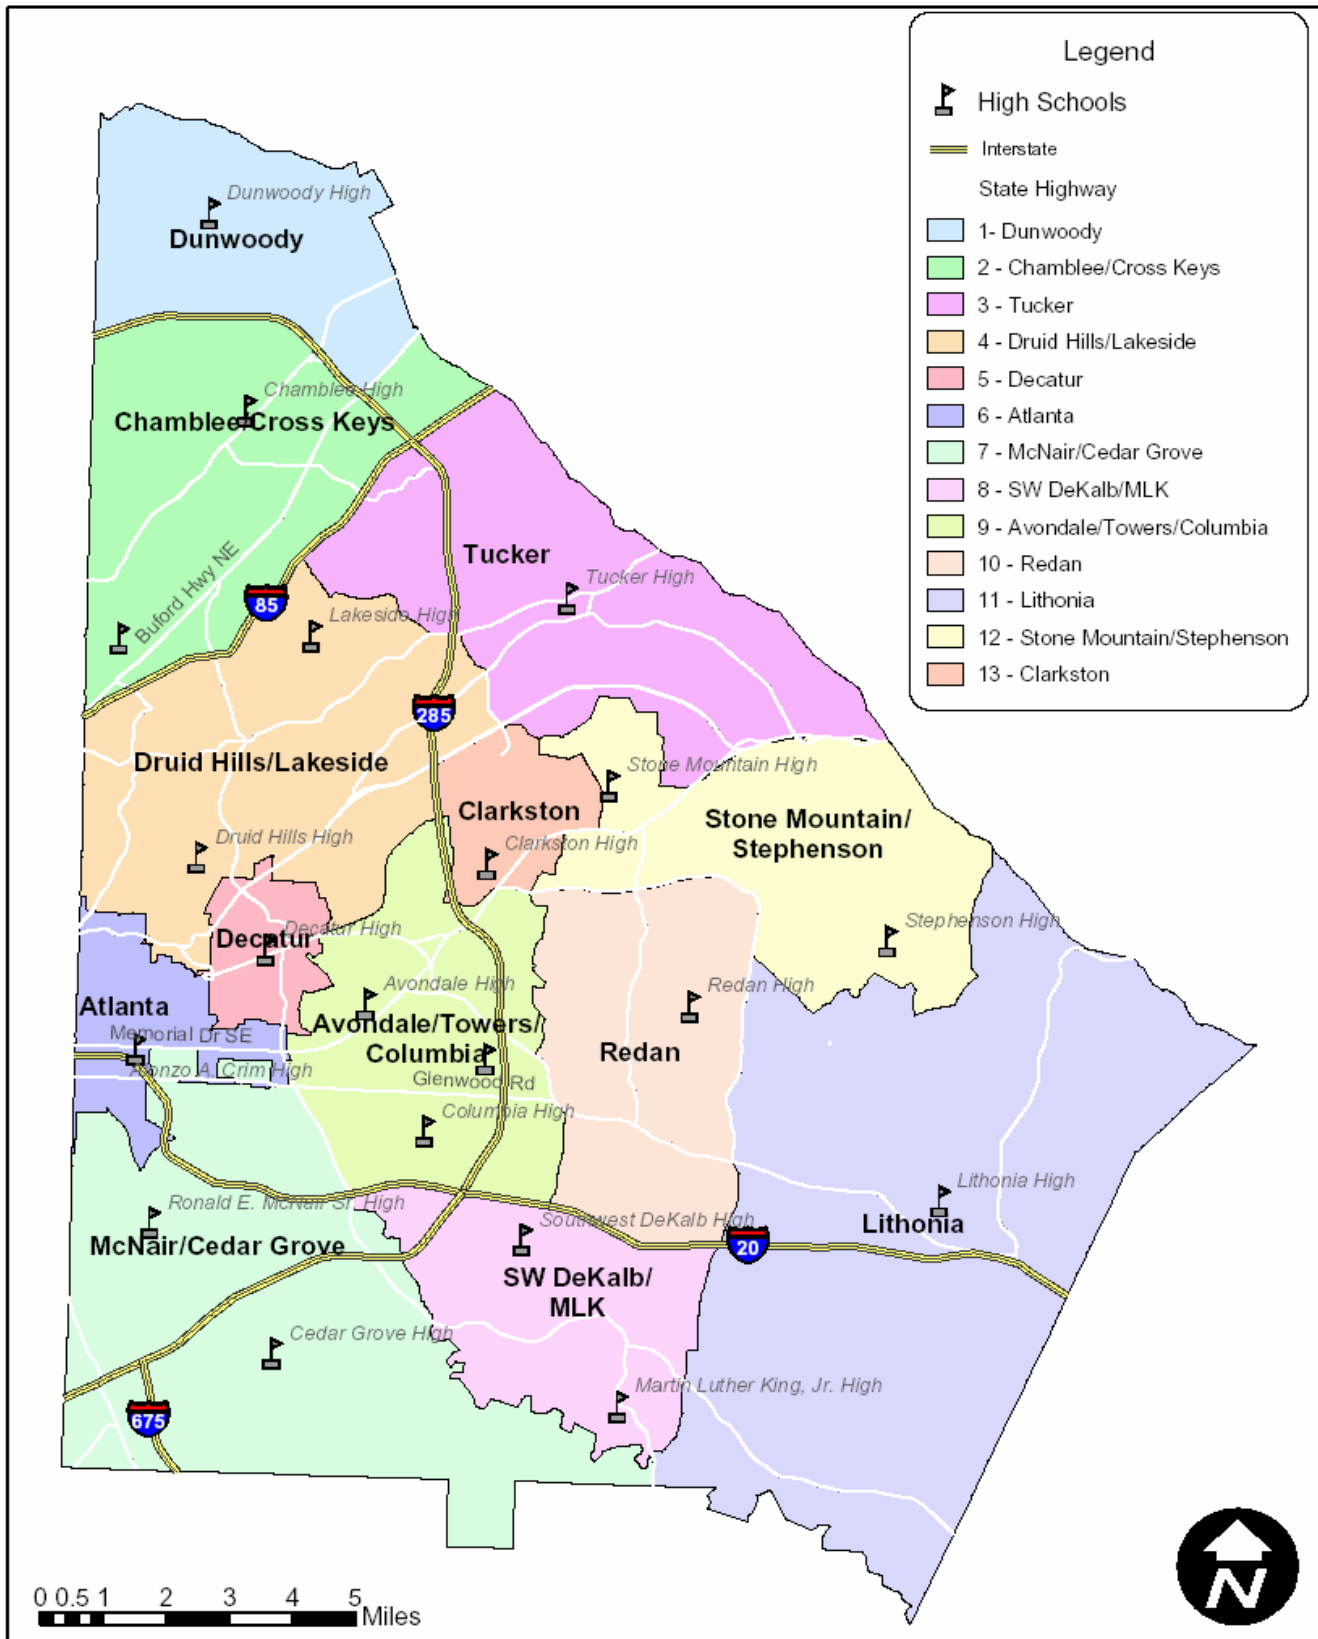 Legend
High Schools
Interstate
State Highway
1- Dunwoody
2 - Chamblee/Cross Keys
3 - Tucker
4 - Druid Hills/Lakeside
5 - Decatur
6 - Atlanta
7 - McNair/Cedar Grove
8 - SW DeKalb/MLK
9 - Avondale/Towers/Columbia
10 - Redan
11 - Lithonia
12 - Stone Mountain/Stephenson
13 - Clarkston
Dunwoody High
Dunwoody
Chamblee High
Chamblee/Cross Keys
Tucker
Tucker High
Buford Hwy NE
85
Lakeside High
285
Druid Hills/Lakeside
Stone Mountain High
Clarkston
Stone Mountain/
Stephenson
Druid Hills High
Clarkston High
Decatur High
Decatur
Stephenson High
Avondale High
Redan High
Atlanta
Avondale/Towers/
Columbia
Memorial Dr SE
Redan
Alonzo A. Crim High
Glenwood Rd
Columbia High
Lithonia High
Ronald E. McNair Sr. High
Southwest DeKalb High
Lithonia
McNair/Cedar Grove
20
SW DeKalb/
MLK
Cedar Grove High
Martin Luther King, Jr. High
675
0 0.5 1 2 3 4 5
Miles
N